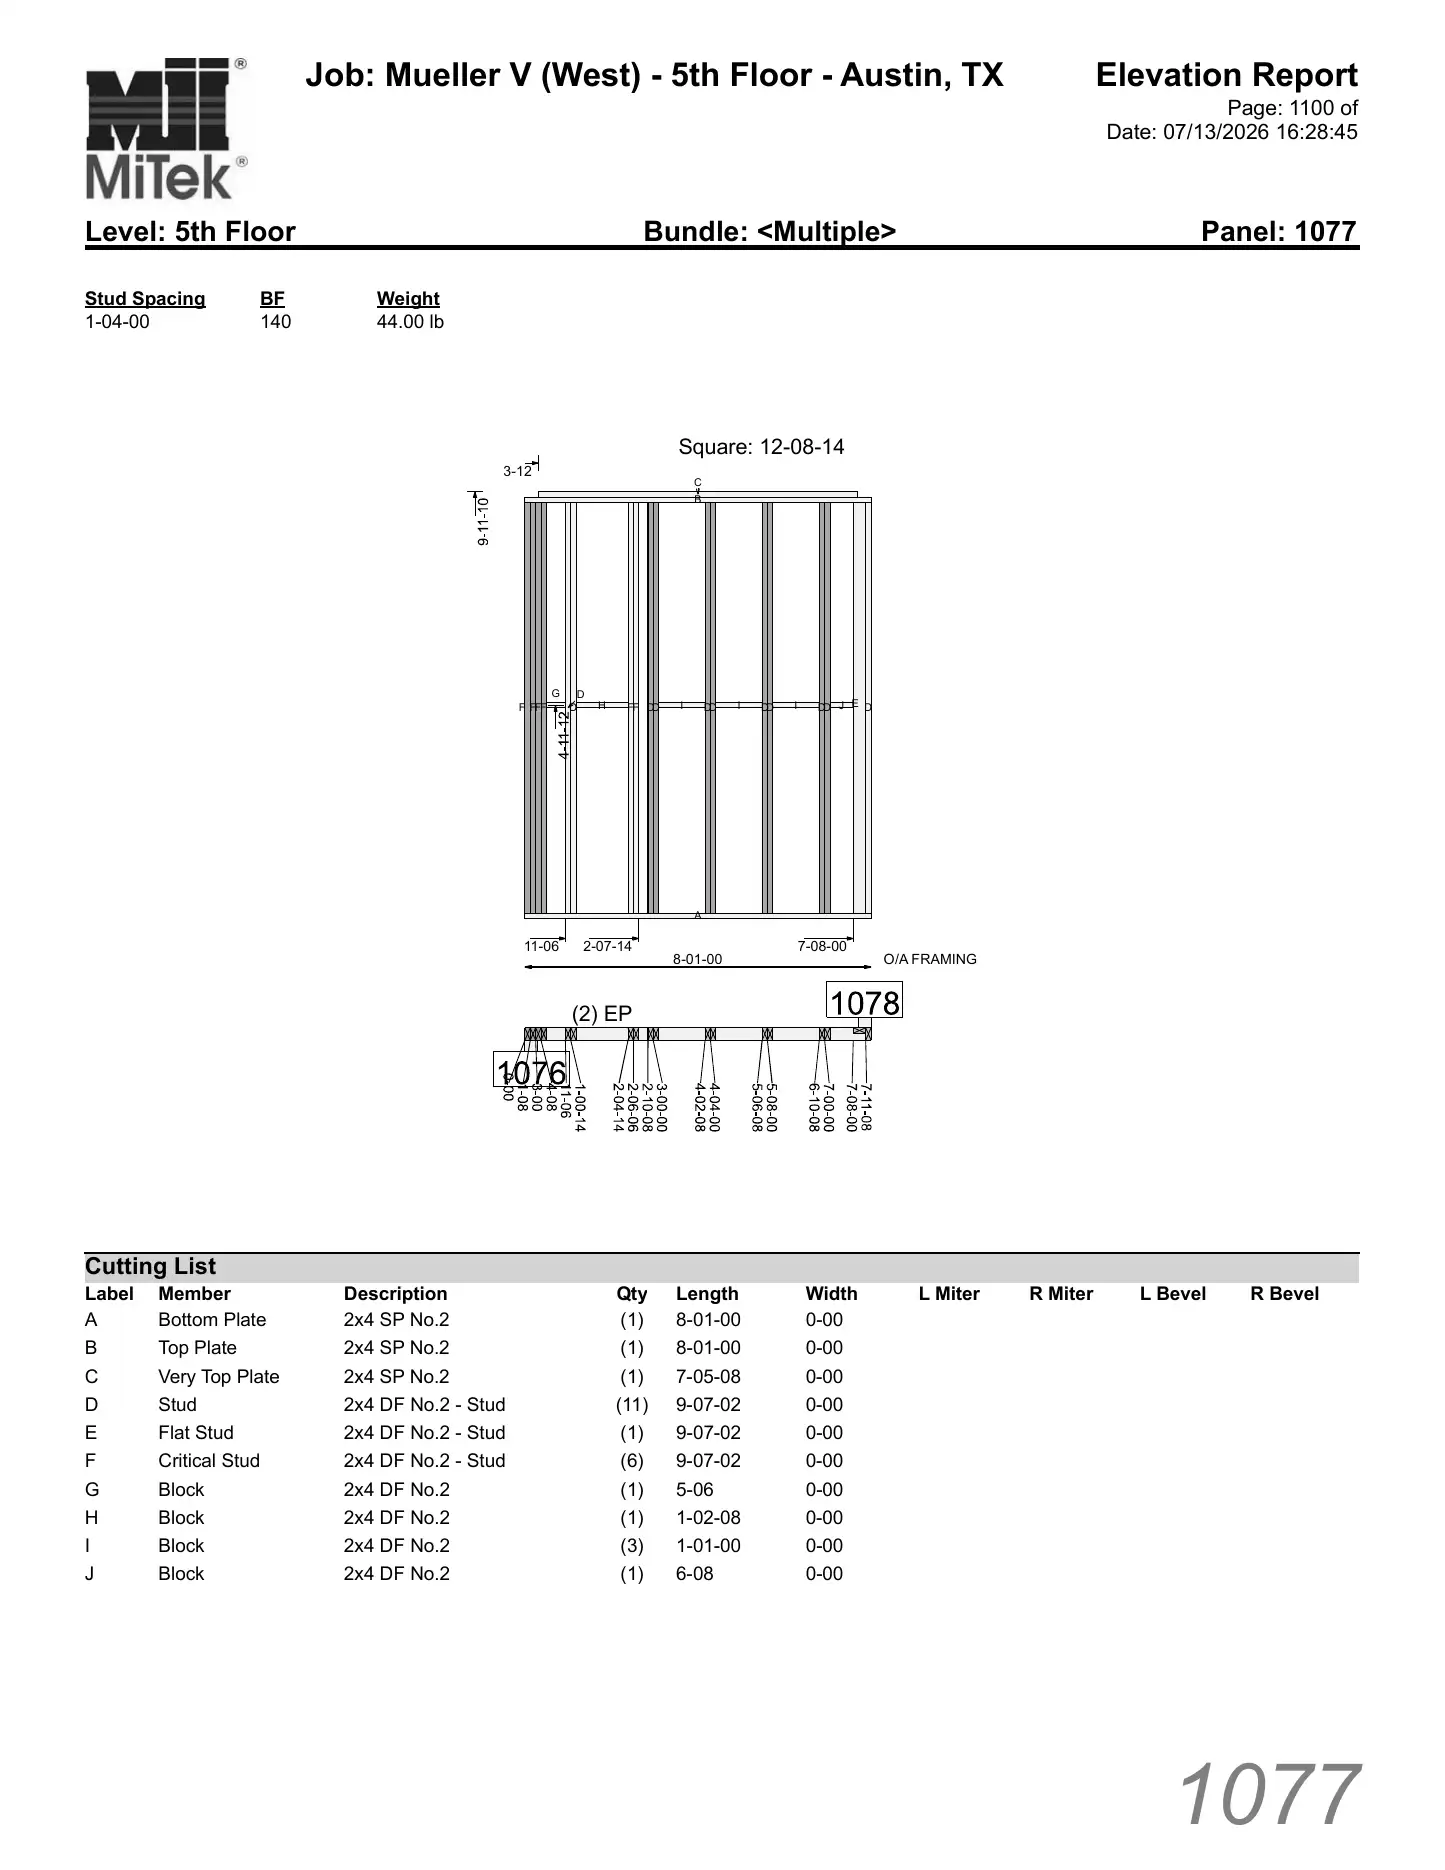 Job: Mueller V (West) - 5th Floor - Austin, TX
Elevation Report
Page: 1100 of
Date: 07/13/2026 16:28:45
MiTek®
Level: 5th Floor Bundle: <Multiple> Panel: 1077
Stud Spacing BF Weight
1-04-00 140 44.00 lb
Square: 12-08-14
3-12
C
B
9-11-10
G D
F D H F D D I D D I D D I D D J E D
4-11-12
A
11-06 2-07-14 7-08-00
8-01-00 O/A FRAMING
1078
(2) EP
1076
1-08 3-00 4-08 11-06 1-00-14 2-04-14 2-06-06 2-10-08 3-00-00 4-02-08 4-04-00 5-06-08 5-08-00 6-10-08 7-00-00 7-08-00 7-11-08
Cutting List
Label Member Description Qty Length Width L Miter R Miter L Bevel R Bevel
A Bottom Plate 2x4 SP No.2 (1) 8-01-00 0-00
B Top Plate 2x4 SP No.2 (1) 8-01-00 0-00
C Very Top Plate 2x4 SP No.2 (1) 7-05-08 0-00
D Stud 2x4 DF No.2 - Stud (11) 9-07-02 0-00
E Flat Stud 2x4 DF No.2 - Stud (1) 9-07-02 0-00
F Critical Stud 2x4 DF No.2 - Stud (6) 9-07-02 0-00
G Block 2x4 DF No.2 (1) 5-06 0-00
H Block 2x4 DF No.2 (1) 1-02-08 0-00
I Block 2x4 DF No.2 (3) 1-01-00 0-00
J Block 2x4 DF No.2 (1) 6-08 0-00
1077